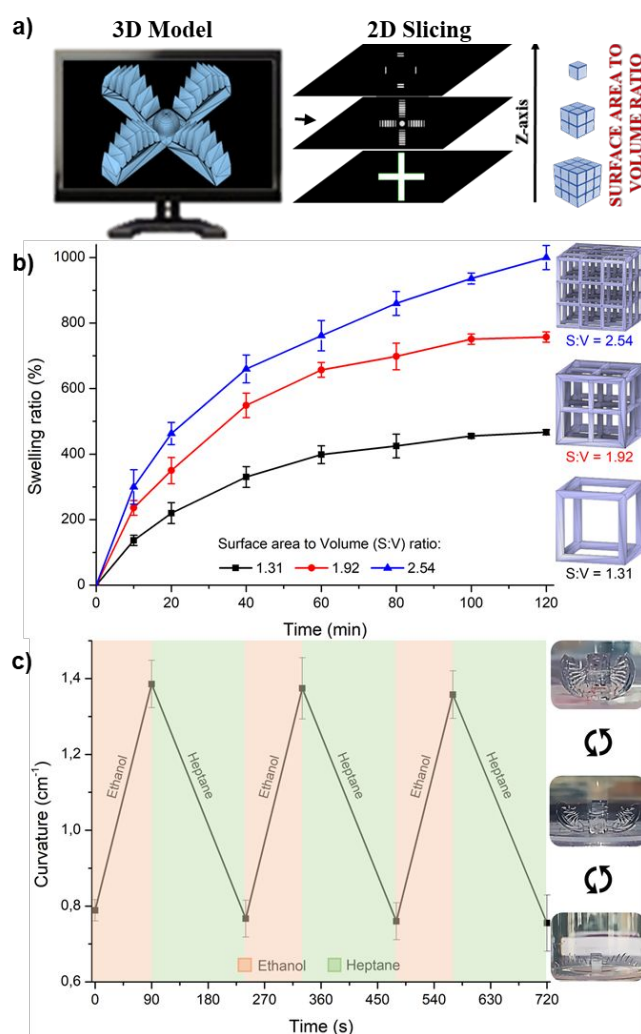 a)
3D Model
2D Slicing
Z-axis
SURFACE AREA TO
VOLUME RATIO
b)
1000
800
600
400
200
0
Swelling ratio (%)
Surface area to Volume (S:V) ratio:
1.31 1.92 2.54
0 20 40 60 80 100 120
Time (min)
S:V = 2.54
S:V = 1.92
S:V = 1.31
c)
1,4
1,2
1,0
0,8
0,6
Curvature (cm-1)
Ethanol
Heptane
Ethanol
Heptane
Ethanol
Heptane
Ethanol Heptane
0 90 180 270 360 450 540 630 720
Time (s)